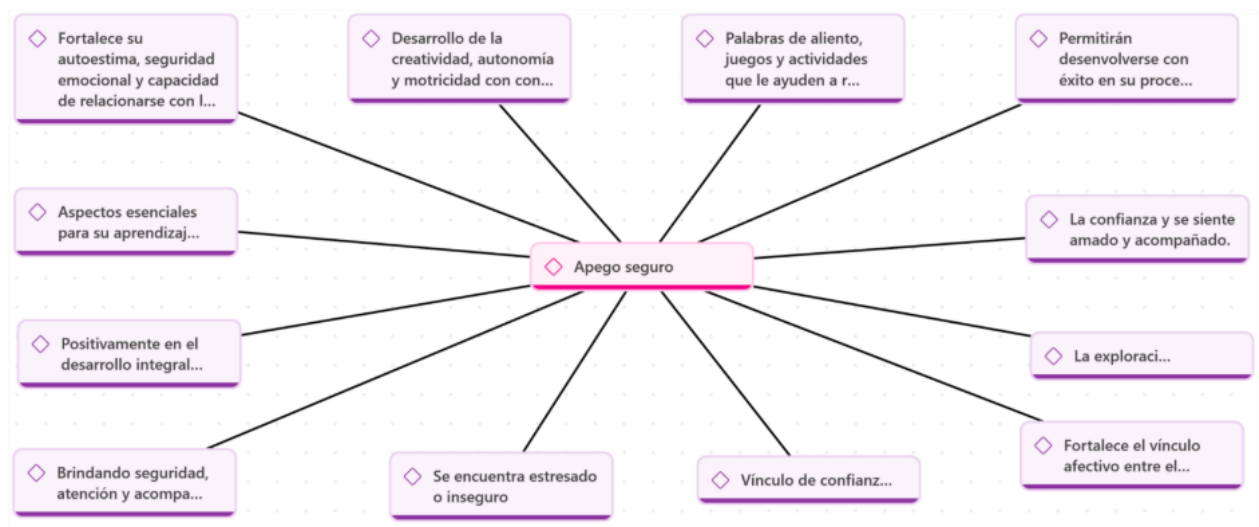 Fortalece su
autoestima, seguridad
emocional y capacidad
de relacionarse con l...
Desarrollo de la
creatividad, autonomía
y motricidad con con...
Palabras de aliento,
juegos y actividades
que le ayuden a r...
Permitirán
desenvolverse con
éxito en su proce...
Aspectos esenciales
para su aprendizaj...
La confianza y se siente
amado y acompañado.
Apego seguro
Positivamente en el
desarrollo integral...
La exploraci...
Brindando seguridad,
atención y acompa...
Se encuentra estresado
o inseguro
Vínculo de confianz...
Fortalece el vínculo
afectivo entre el...